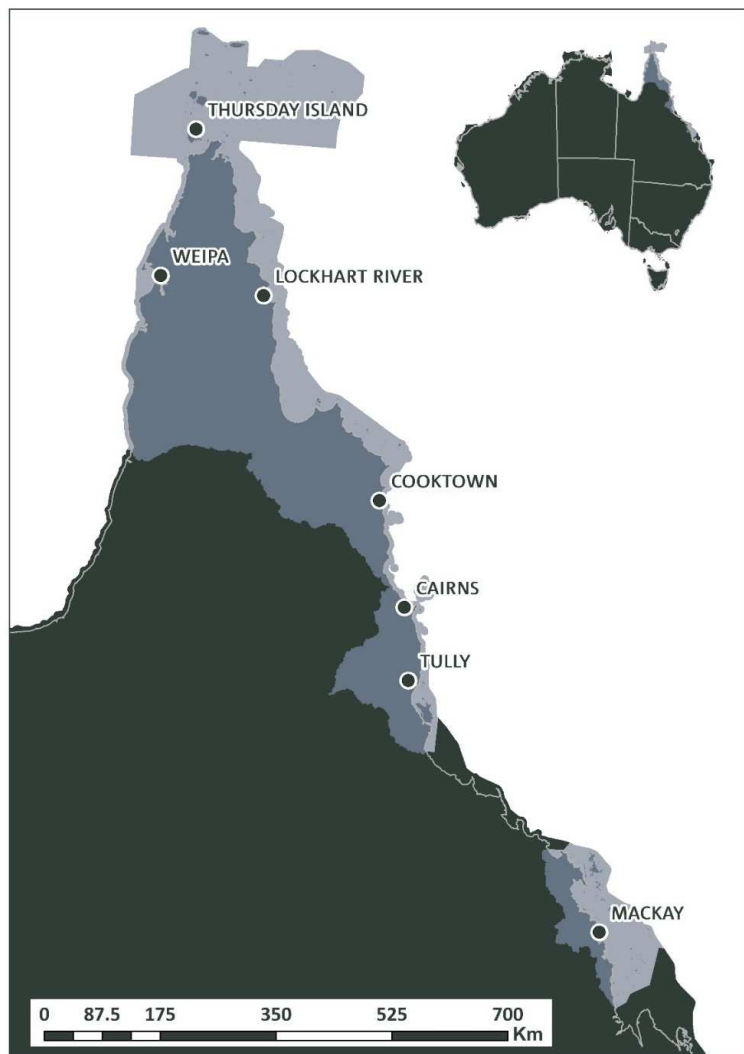 THURSDAY ISLAND
WEIPA
LOCKHART RIVER
COOKTOWN
CAIRNS
TULLY
MACKAY
0 87.5 175 350 525 700
Km